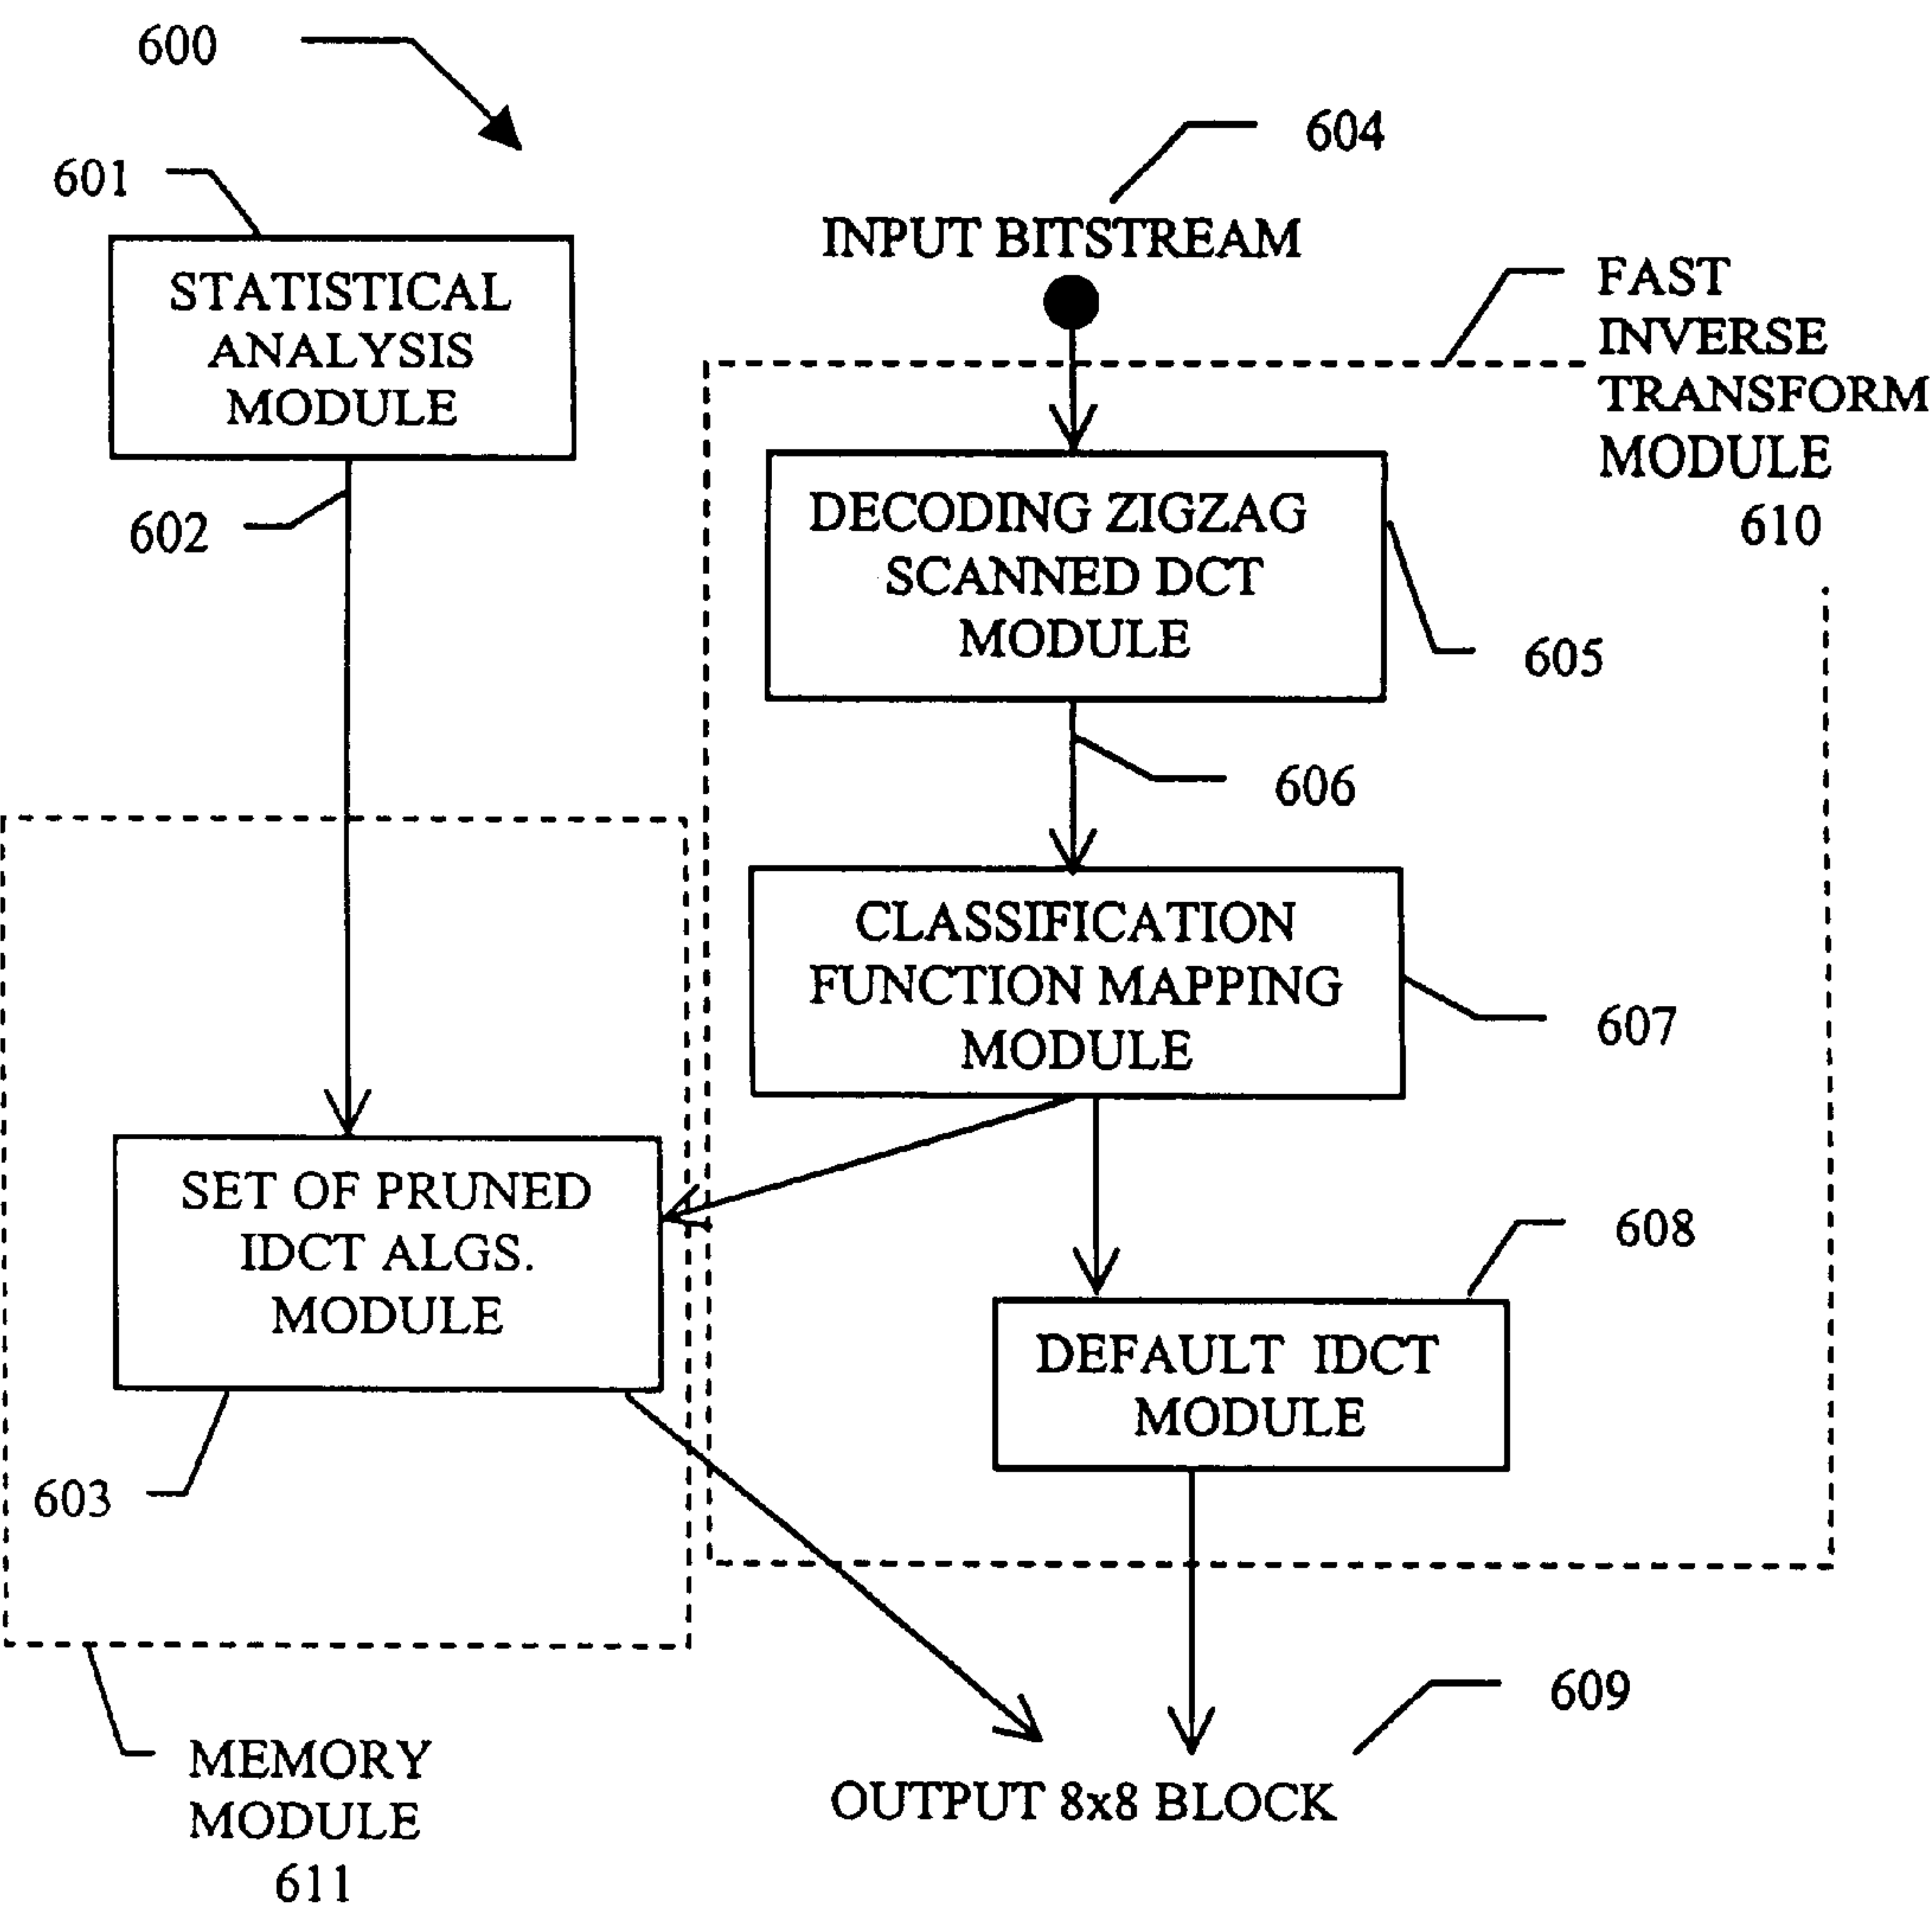 600
604
601
INPUT BITSTREAM
STATISTICAL
ANALYSIS
MODULE
FAST
INVERSE
TRANSFORM
MODULE
610
602
DECODING ZIGZAG
SCANNED DCT
MODULE
605
606
CLASSIFICATION
FUNCTION MAPPING
MODULE
607
SET OF PRUNED
IDCT ALGS.
MODULE
608
DEFAULT IDCT
MODULE
603
609
MEMORY
MODULE
611
OUTPUT 8x8 BLOCK